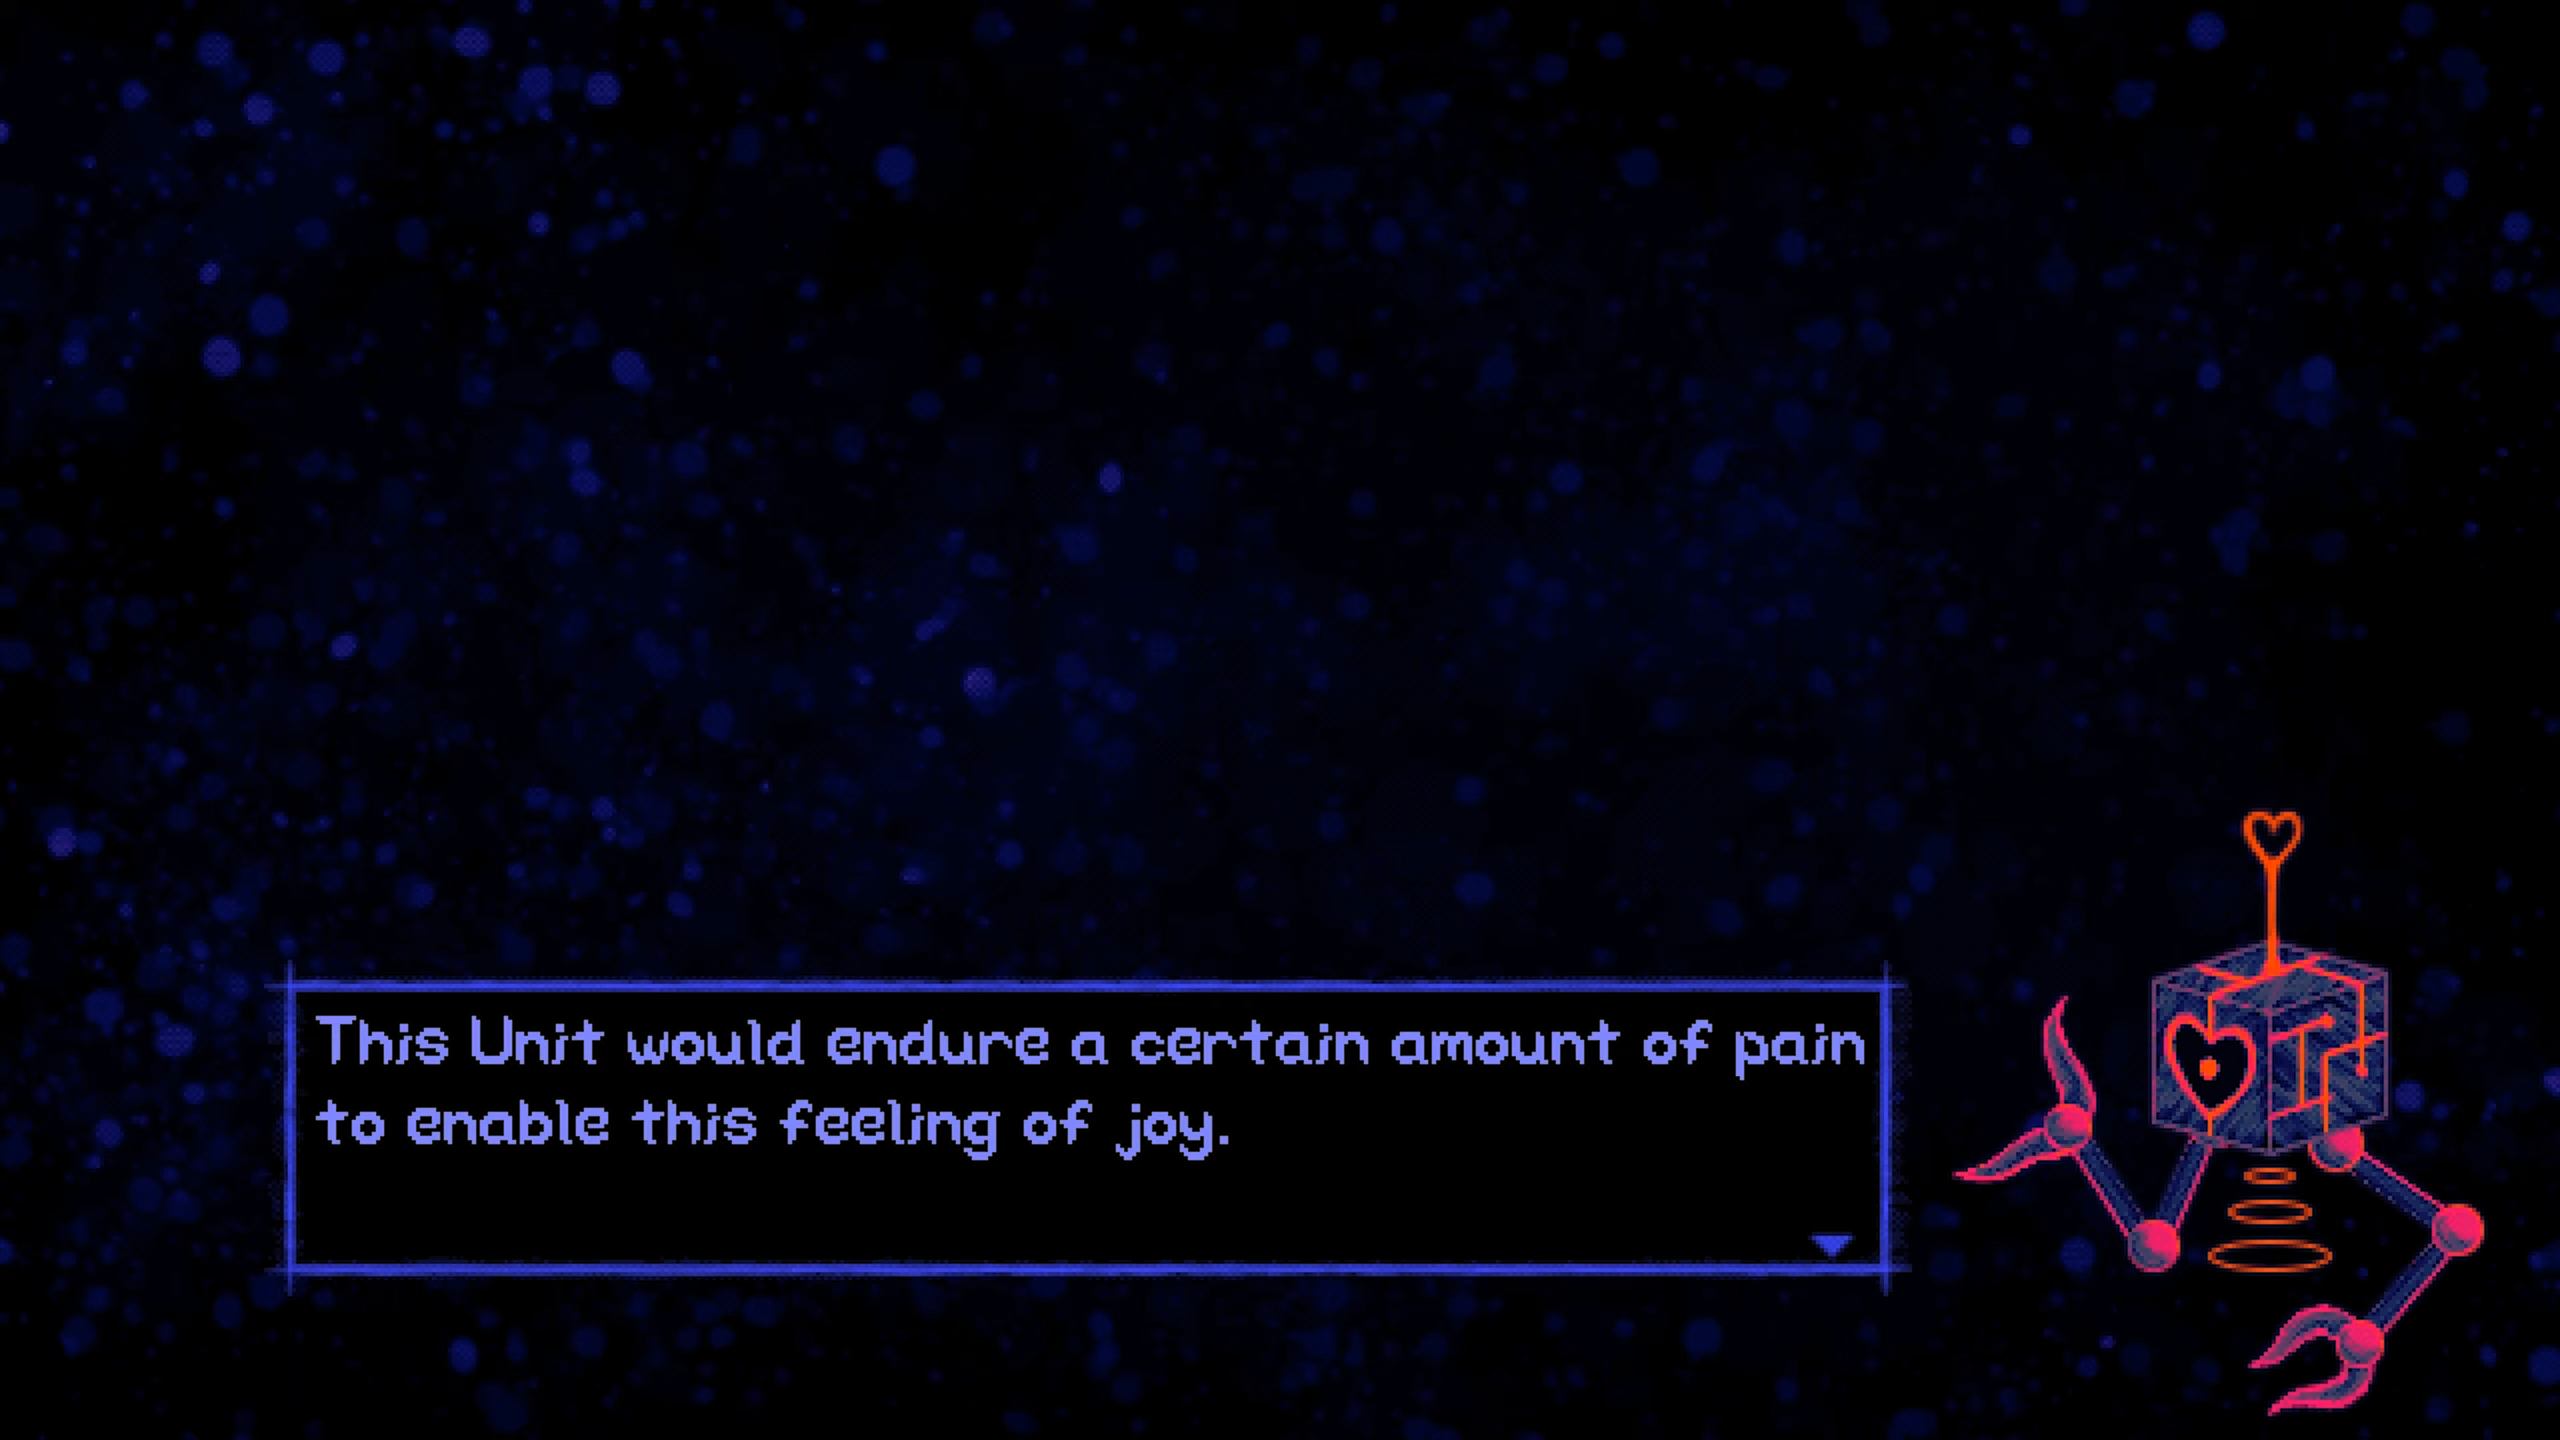 This Unit would endure a certain amount of pain
to enable this feeling of joy.